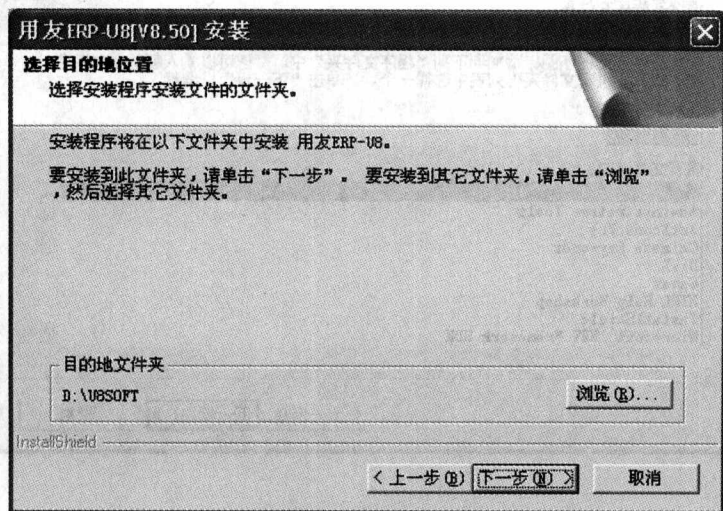 用友ERP-U8[V8.50] 安装
选择目的地位置
选择安装程序安装文件的文件夹。
安装程序将在以下文件夹中安装 用友ERP-U8。
要安装到此文件夹，请单击“下一步”。 要安装到其它文件夹，请单击“浏览”
，然后选择其它文件夹。
目的地文件夹
D:\U8SOFT
浏览(R)...
InstallShield
< 上一步(B)
下一步(N) >
取消